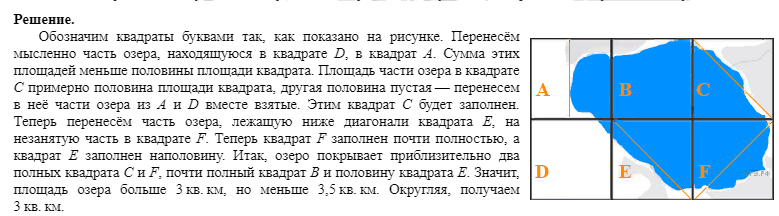 Решение.
Обозначим квадраты буквами так, как показано на рисунке. Перенесём
мысленно часть озера, находящуюся в квадрате D, в квадрат A. Сумма этих
площадей меньше половины площади квадрата. Площадь части озера в квадрате
C примерно половина площади квадрата, другая половина пустая — перенесем
в неё части озера из A и D вместе взятые. Этим квадрат C будет заполнен.
Теперь перенесём часть озера, лежащую ниже диагонали квадрата E, на
незанятую часть в квадрате F. Теперь квадрат F заполнен почти полностью, а
квадрат E заполнен наполовину. Итак, озеро покрывает приблизительно два
полных квадрата C и F, почти полный квадрат B и половину квадрата E. Значит,
площадь озера больше 3 кв. км, но меньше 3,5 кв. км. Округляя, получаем
3 кв. км.
A B C
D E F